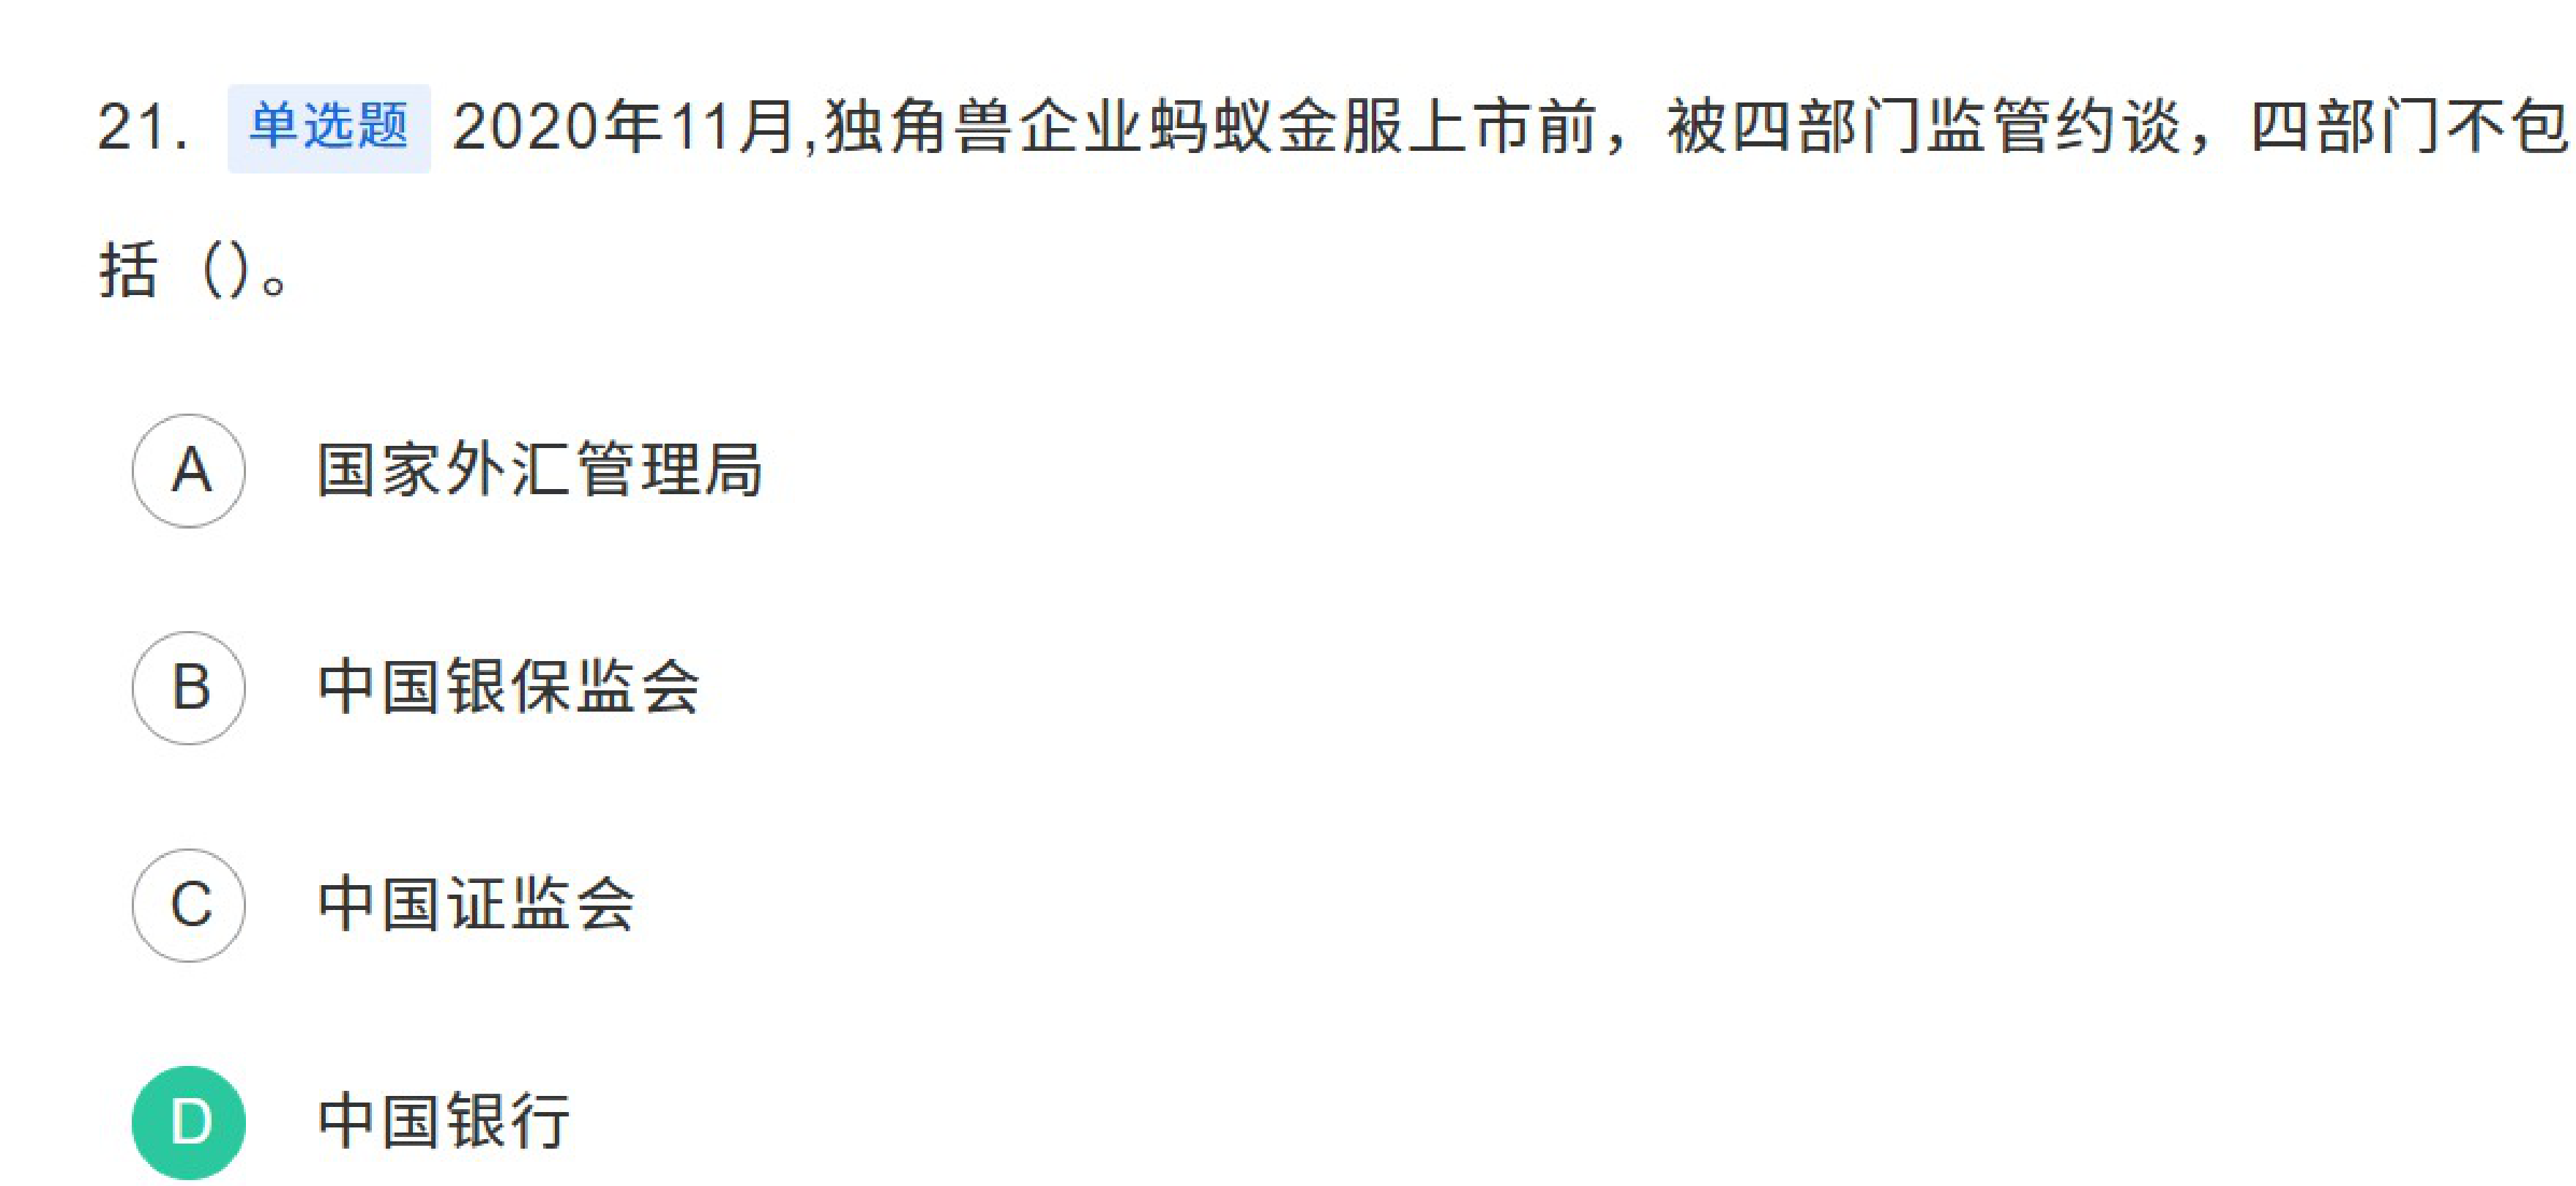 21. 单选题 2020年11月,独角兽企业蚂蚁金服上市前，被四部门监管约谈，四部门不包
括（）。
A 国家外汇管理局
B 中国银保监会
C 中国证监会
D 中国银行